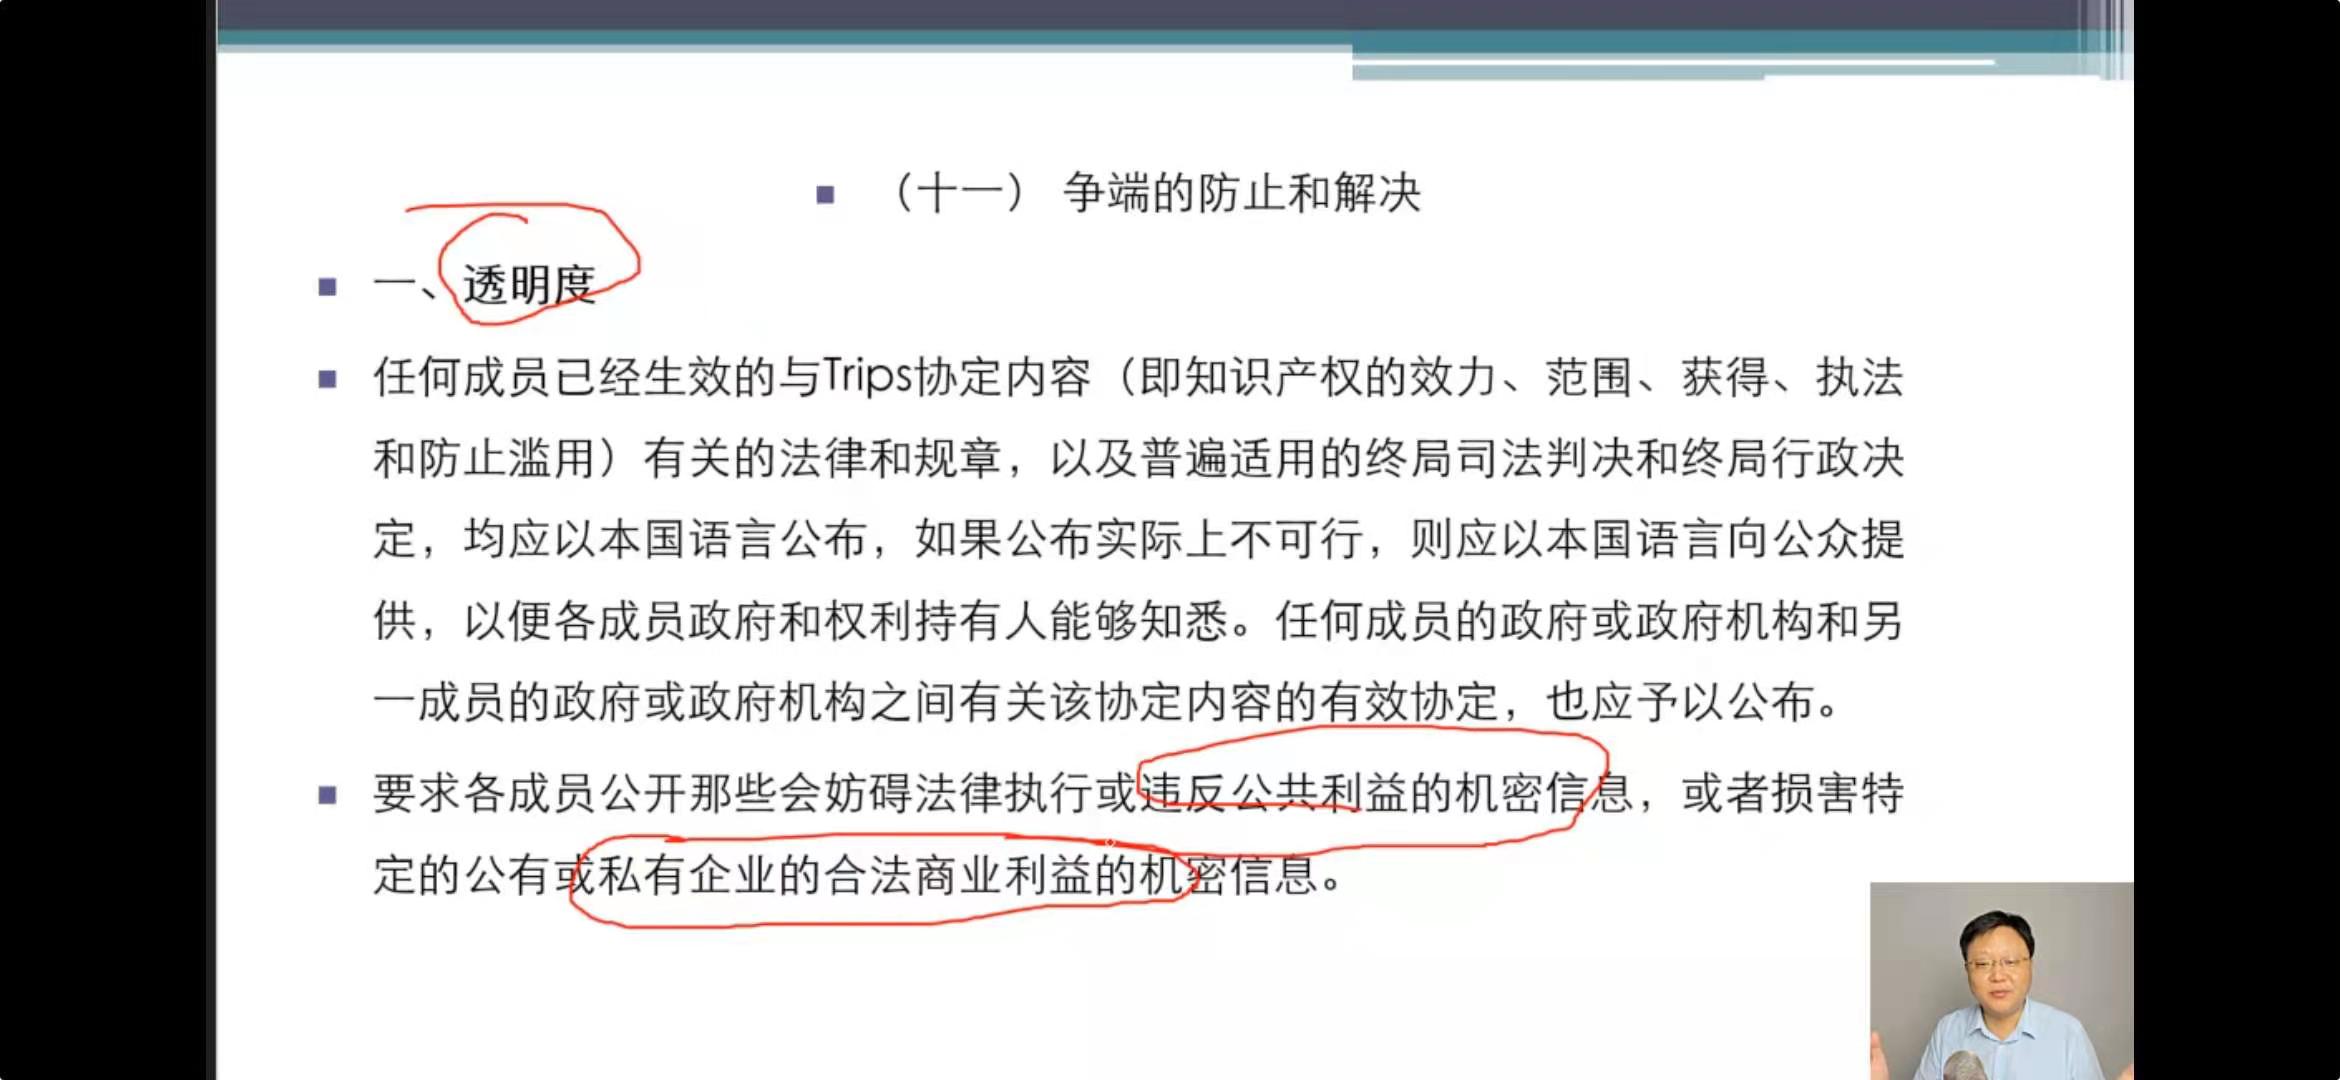 （十一） 争端的防止和解决
一、透明度
任何成员已经生效的与Trips协定内容（即知识产权的效力、范围、获得、执法
和防止滥用）有关的法律和规章，以及普遍适用的终局司法判决和终局行政决
定，均应以本国语言公布，如果公布实际上不可行，则应以本国语言向公众提
供，以便各成员政府和权利持有人能够知悉。任何成员的政府或政府机构和另
一成员的政府或政府机构之间有关该协定内容的有效协定，也应予以公布。
要求各成员公开那些会妨碍法律执行或违反公共利益的机密信息，或者损害特
定的公有或私有企业的合法商业利益的机密信息。